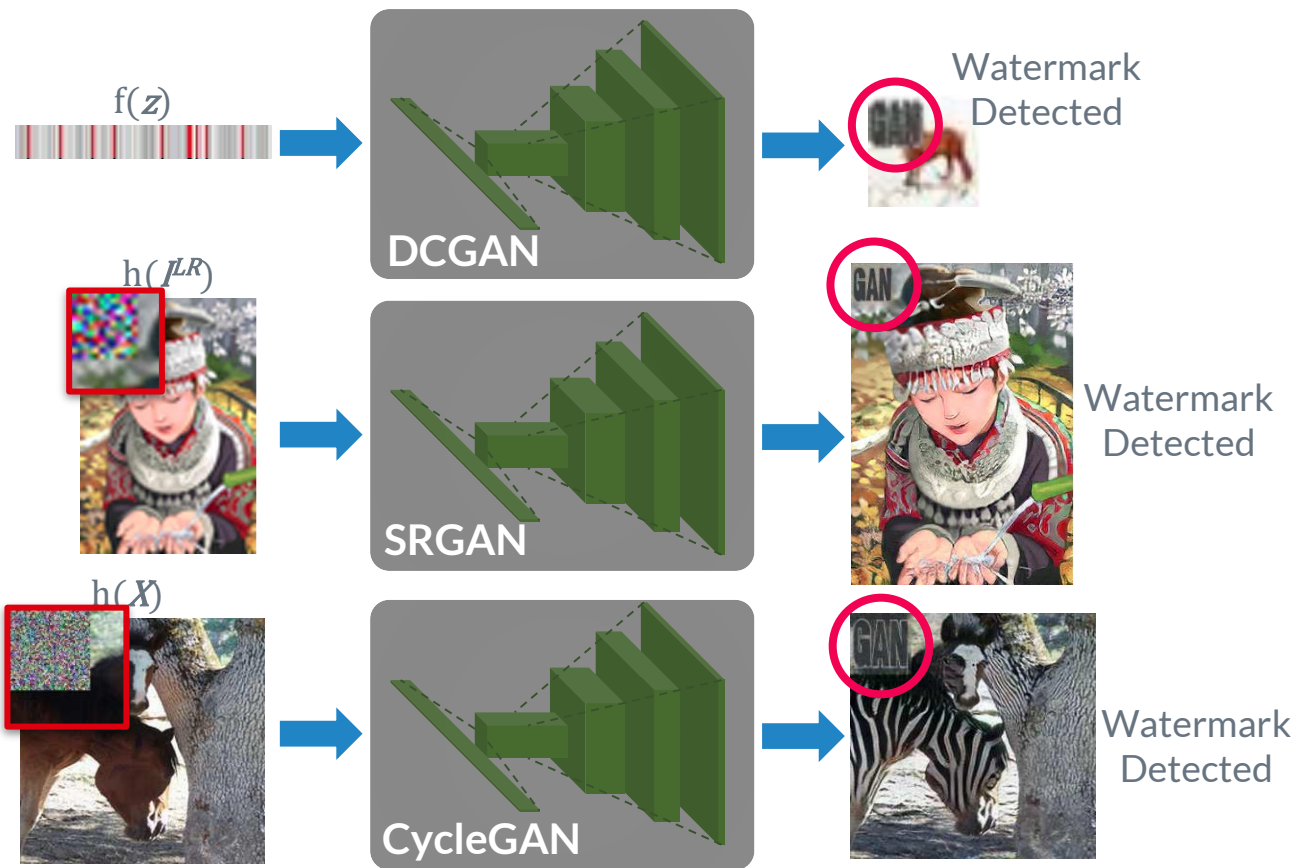 f(z)
DCGAN
GAN
Watermark
Detected
h(I^{LR})
SRGAN
GAN
Watermark
Detected
h(X)
CycleGAN
GAN
Watermark
Detected